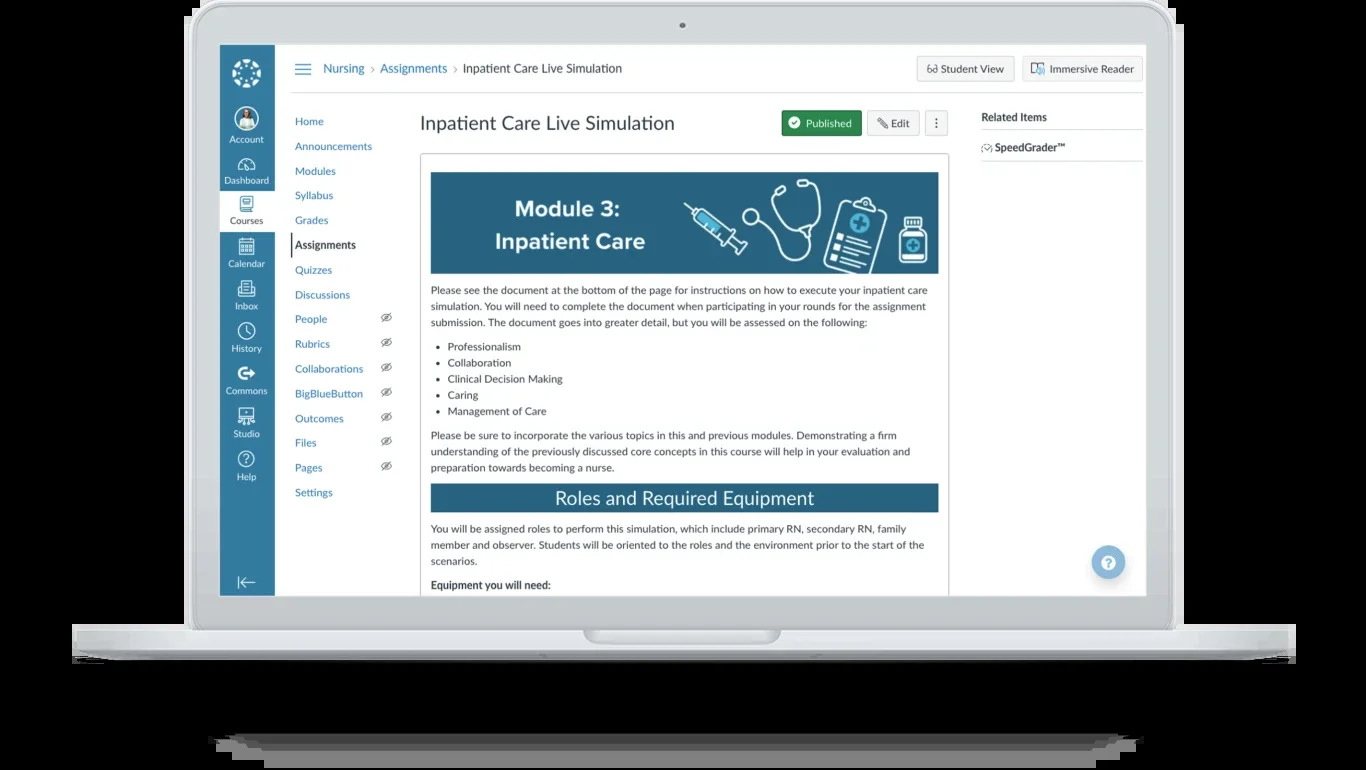 Nursing › Assignments › Inpatient Care Live Simulation
Student View
Immersive Reader
Account
Dashboard
Courses
Calendar
Inbox
History
Commons
Studio
Help
Home
Announcements
Modules
Syllabus
Grades
Assignments
Quizzes
Discussions
People
Rubrics
Collaborations
BigBlueButton
Outcomes
Files
Pages
Settings
Inpatient Care Live Simulation
Published
Edit
Module 3:
Inpatient Care
Please see the document at the bottom of the page for instructions on how to execute your inpatient care
simulation. You will need to complete the document when participating in your rounds for the assignment
submission. The document goes into greater detail, but you will be assessed on the following:
• Professionalism
• Collaboration
• Clinical Decision Making
• Caring
• Management of Care
Please be sure to incorporate the various topics in this and previous modules. Demonstrating a firm
understanding of the previously discussed core concepts in this course will help in your evaluation and
preparation towards becoming a nurse.
Roles and Required Equipment
You will be assigned roles to perform this simulation, which include primary RN, secondary RN, family
member and observer. Students will be oriented to the roles and the environment prior to the start of the
scenarios.
Equipment you will need:
Related Items
SpeedGrader™
?